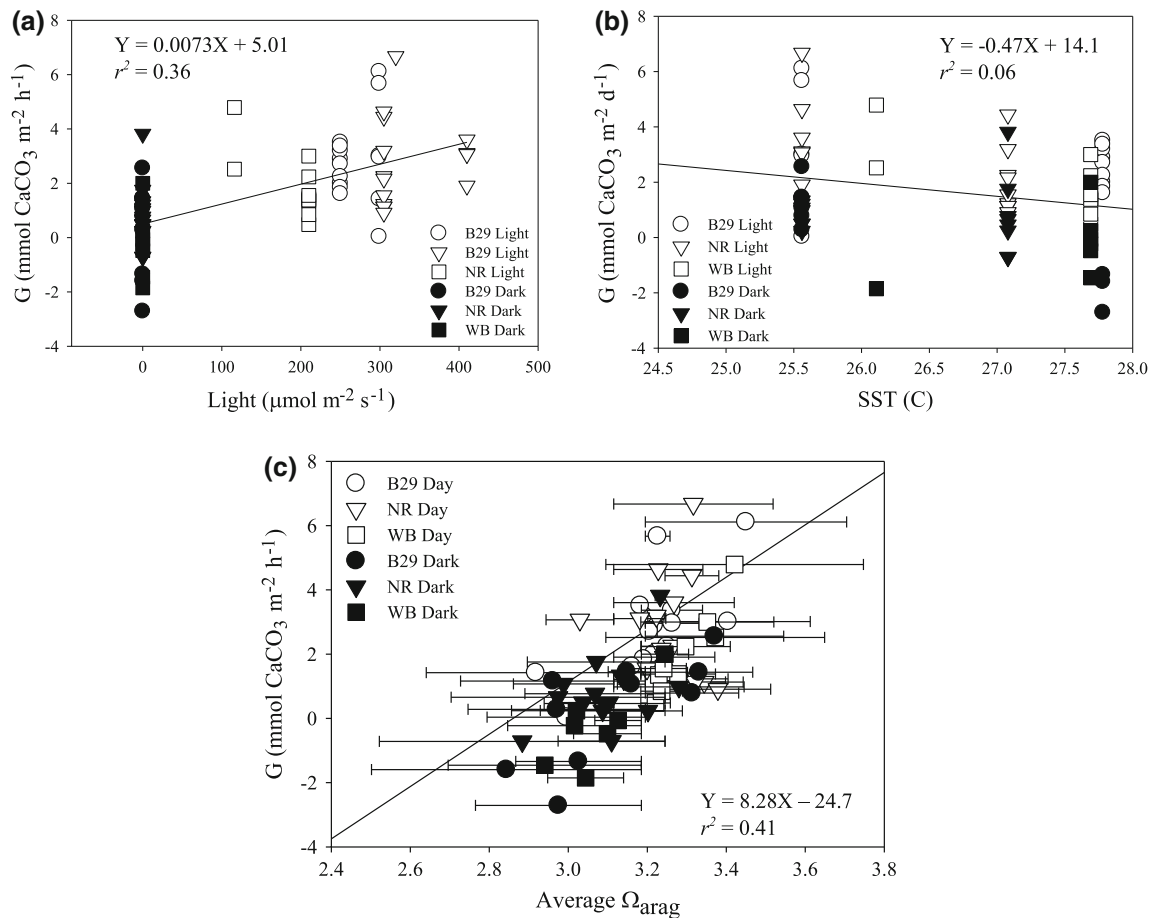 (a)
Y = 0.0073X + 5.01
r² = 0.36
G (mmol CaCO₃ m⁻² h⁻¹)
8
6
4
2
0
-2
-4
B29 Light
B29 Light
NR Light
B29 Dark
NR Dark
WB Dark
0 100 200 300 400 500
Light (μmol m⁻² s⁻¹)
(b)
Y = -0.47X + 14.1
r² = 0.06
G (mmol CaCO₃ m⁻² d⁻¹)
8
6
4
2
0
-2
-4
B29 Light
NR Light
WB Light
B29 Dark
NR Dark
WB Dark
24.5 25.0 25.5 26.0 26.5 27.0 27.5 28.0
SST (C)
(c)
B29 Day
NR Day
WB Day
B29 Dark
NR Dark
WB Dark
G (mmol CaCO₃ m⁻² h⁻¹)
8
6
4
2
0
-2
-4
Y = 8.28X – 24.7
r² = 0.41
2.4 2.6 2.8 3.0 3.2 3.4 3.6 3.8
Average Ωarag